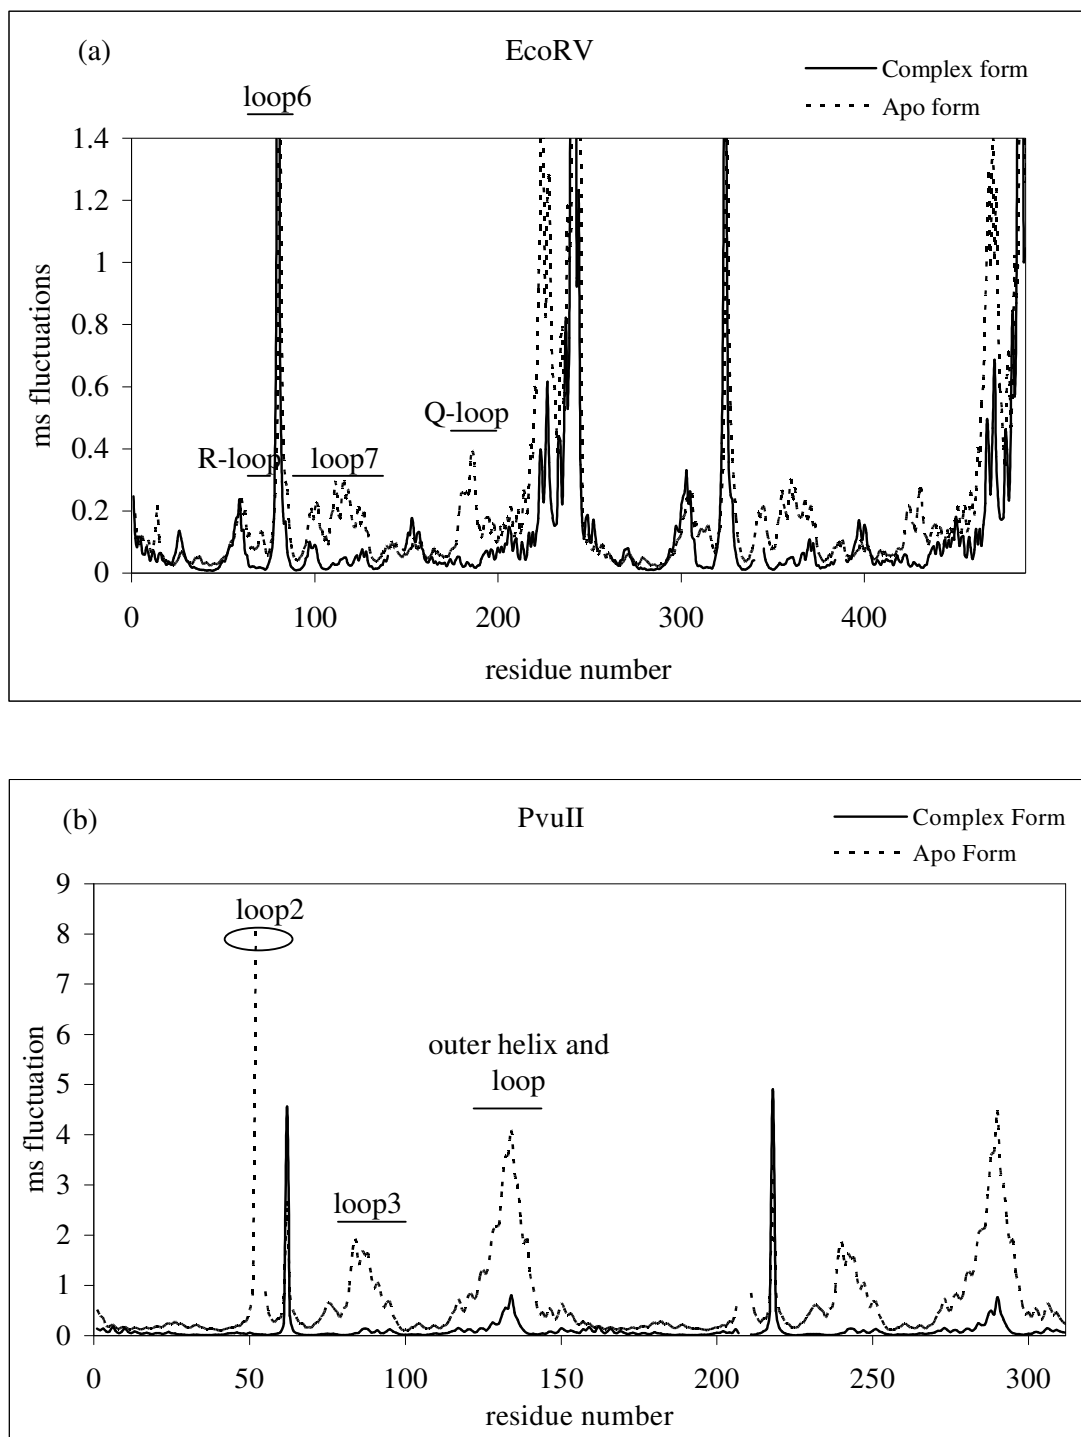 (a)
EcoRV
Complex form
Apo form
loop6
1.4
1.2
1
0.8
0.6
0.4
0.2
0
ms fluctuations
R-loop
loop7
Q-loop
0 100 200 300 400
residue number
(b)
PvuII
Complex Form
Apo Form
9
8
7
6
5
4
3
2
1
0
ms fluctuation
loop2
loop3
outer helix and
loop
0 50 100 150 200 250 300
residue number